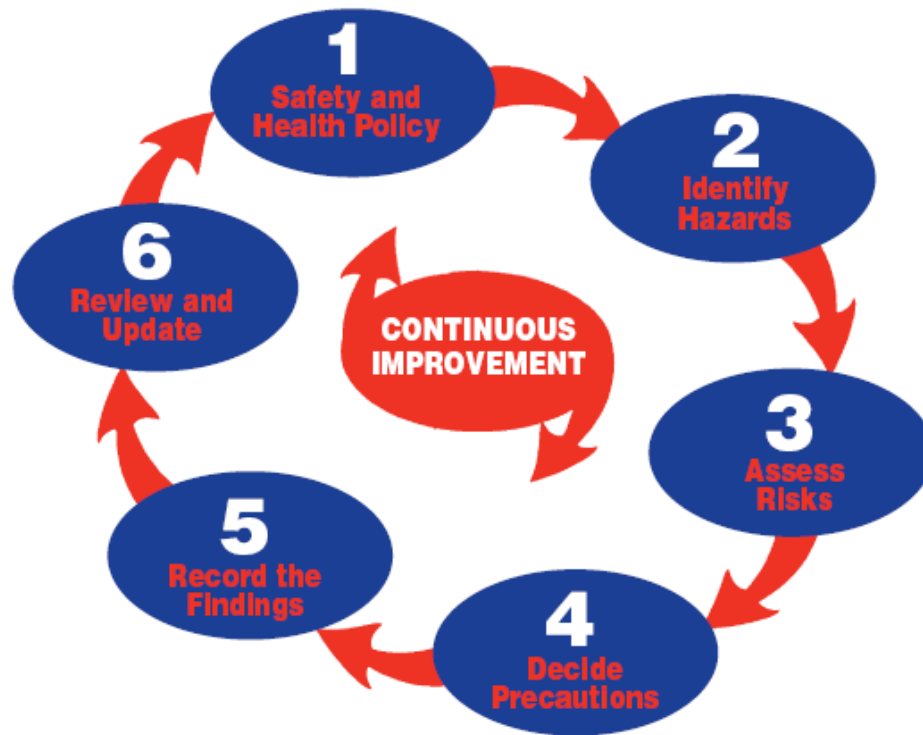 1
Safety and
Health Policy
2
Identify
Hazards
3
Assess
Risks
4
Decide
Precautions
5
Record the
Findings
6
Review and
Update
CONTINUOUS
IMPROVEMENT